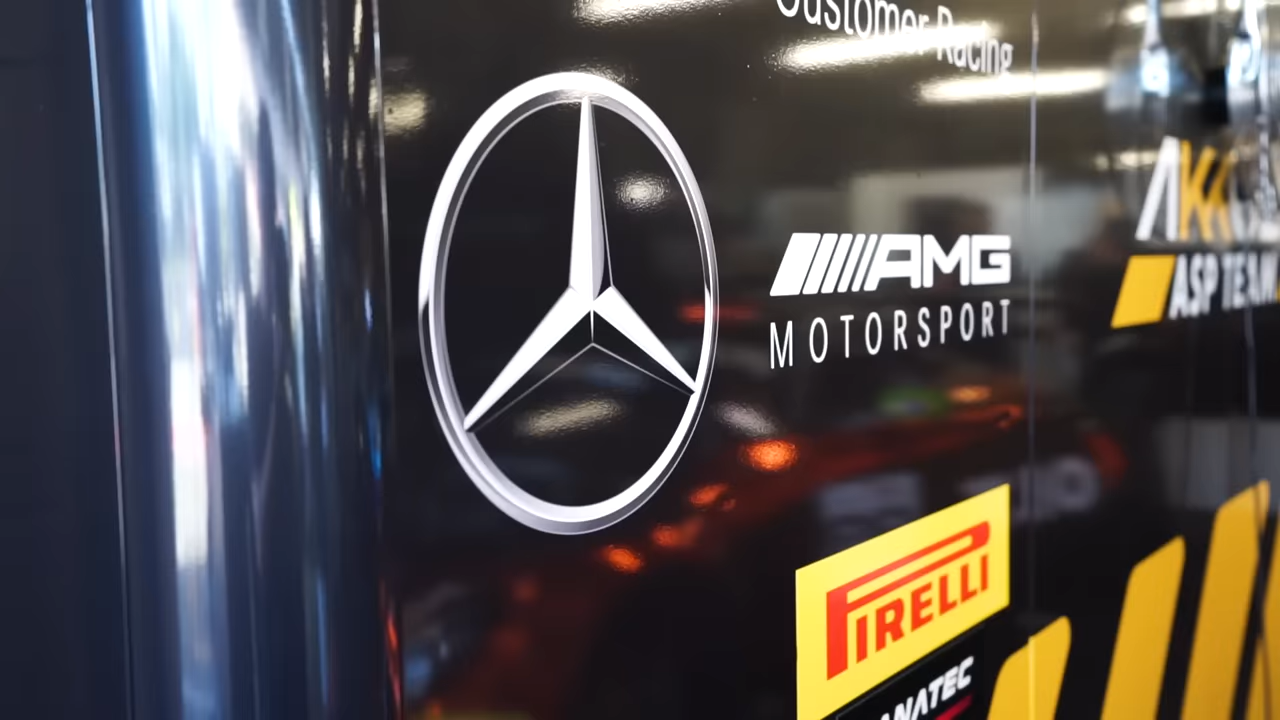 Customer Racing
AMG
MOTORSPORT
ASP TEAM
PIRELLI